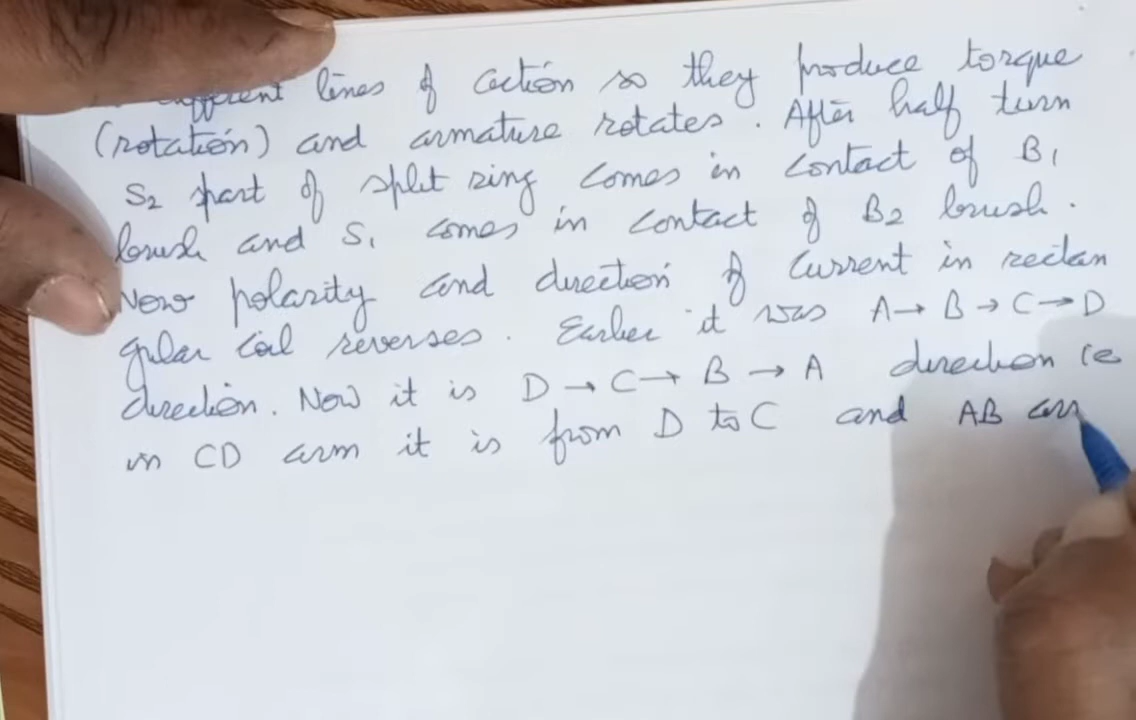 different lines of action so they produce torque
(rotation) and armature rotates. After half turn
S2 part of split ring comes in contact of B1
brush and S1 comes in contact of B2 brush.
Now polarity and direction of current in rectan
gular coil reverses. Earlier it was A→ B → C → D
direction. Now it is D → C → B → A direction ie
in CD arm it is from D to C and AB arm